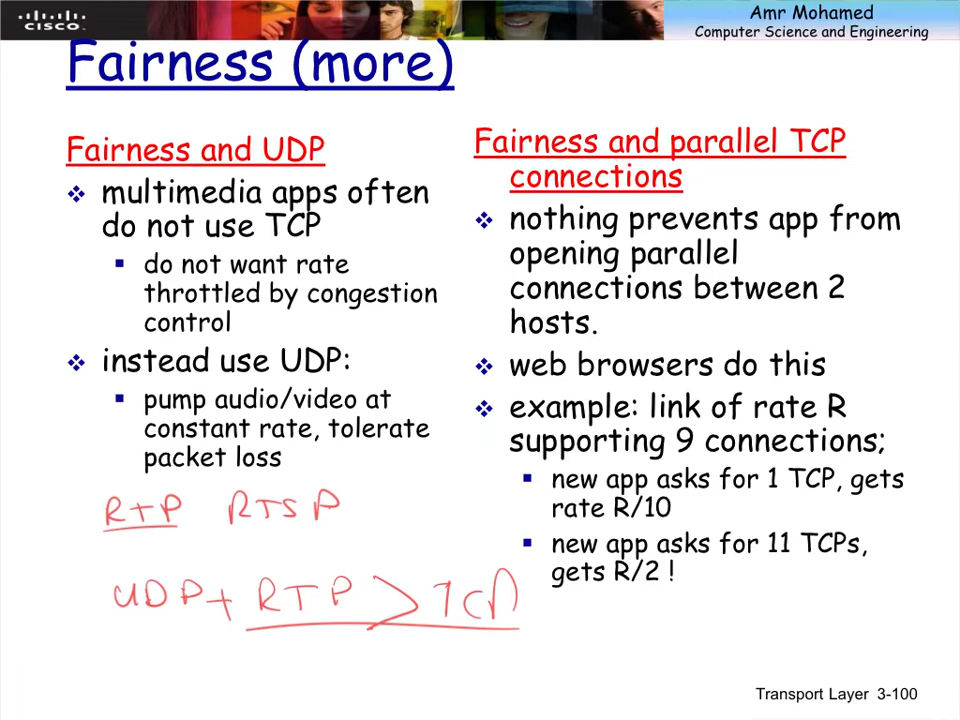 CISCO
Amr Mohamed
Computer Science and Engineering
Fairness (more)
Fairness and UDP
❖ multimedia apps often
do not use TCP
▪ do not want rate
throttled by congestion
control
❖ instead use UDP:
▪ pump audio/video at
constant rate, tolerate
packet loss
RTP RTSP
UDP + RTP > TCP
Fairness and parallel TCP
connections
❖ nothing prevents app from
opening parallel
connections between 2
hosts.
❖ web browsers do this
❖ example: link of rate R
supporting 9 connections;
▪ new app asks for 1 TCP, gets
rate R/10
▪ new app asks for 11 TCPs,
gets R/2 !
Transport Layer 3-100